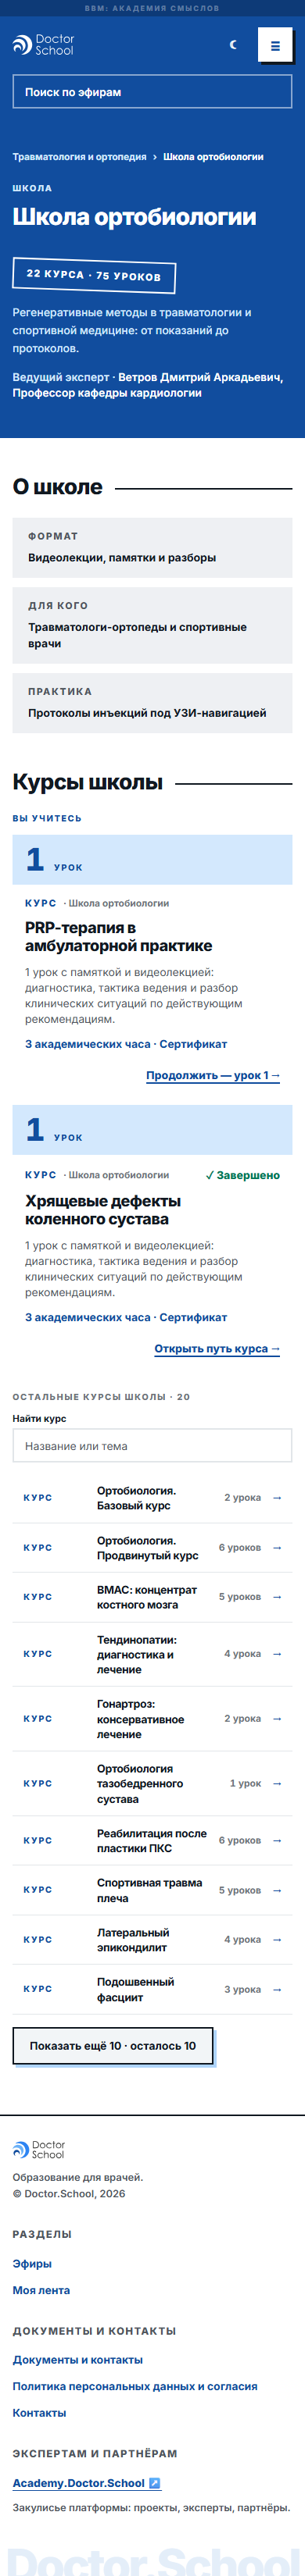 ВВМ: АКАДЕМИЯ СМЫСЛОВ
Doctor
School
Поиск по эфирам
Травматология и ортопедия › Школа ортобиологии
ШКОЛА
Школа ортобиологии
22 КУРСА · 75 УРОКОВ
Регенеративные методы в травматологии и
спортивной медицине: от показаний до
протоколов.
Ведущий эксперт · Ветров Дмитрий Аркадьевич,
Профессор кафедры кардиологии
О школе
ФОРМАТ
Видеолекции, памятки и разборы
ДЛЯ КОГО
Травматологи-ортопеды и спортивные
врачи
ПРАКТИКА
Протоколы инъекций под УЗИ-навигацией
Курсы школы
ВЫ УЧИТЕСЬ
1 УРОК
КУРС · Школа ортобиологии
PRP-терапия в
амбулаторной практике
1 урок с памяткой и видеолекцией:
диагностика, тактика ведения и разбор
клинических ситуаций по действующим
рекомендациям.
3 академических часа · Сертификат
Продолжить — урок 1 →
1 УРОК
КУРС · Школа ортобиологии ✓ Завершено
Хрящевые дефекты
коленного сустава
1 урок с памяткой и видеолекцией:
диагностика, тактика ведения и разбор
клинических ситуаций по действующим
рекомендациям.
3 академических часа · Сертификат
Открыть путь курса →
ОСТАЛЬНЫЕ КУРСЫ ШКОЛЫ · 20
Найти курс
Название или тема
КУРС Ортобиология. 2 урока →
Базовый курс
КУРС Ортобиология. 6 уроков →
Продвинутый курс
КУРС BMAC: концентрат 5 уроков →
костного мозга
КУРС Тендинопатии: 4 урока →
диагностика и
лечение
КУРС Гонартроз: 2 урока →
консервативное
лечение
КУРС Ортобиология 1 урок →
тазобедренного
сустава
КУРС Реабилитация после 6 уроков →
пластики ПКС
КУРС Спортивная травма 5 уроков →
плеча
КУРС Латеральный 4 урока →
эпикондилит
КУРС Подошвенный 3 урока →
фасциит
Показать ещё 10 · осталось 10
Doctor
School
Образование для врачей.
© Doctor.School, 2026
РАЗДЕЛЫ
Эфиры
Моя лента
ДОКУМЕНТЫ И КОНТАКТЫ
Документы и контакты
Политика персональных данных и согласия
Контакты
ЭКСПЕРТАМ И ПАРТНЁРАМ
Academy.Doctor.School ↗
Закулисье платформы: проекты, эксперты, партнёры.
Doctor.School